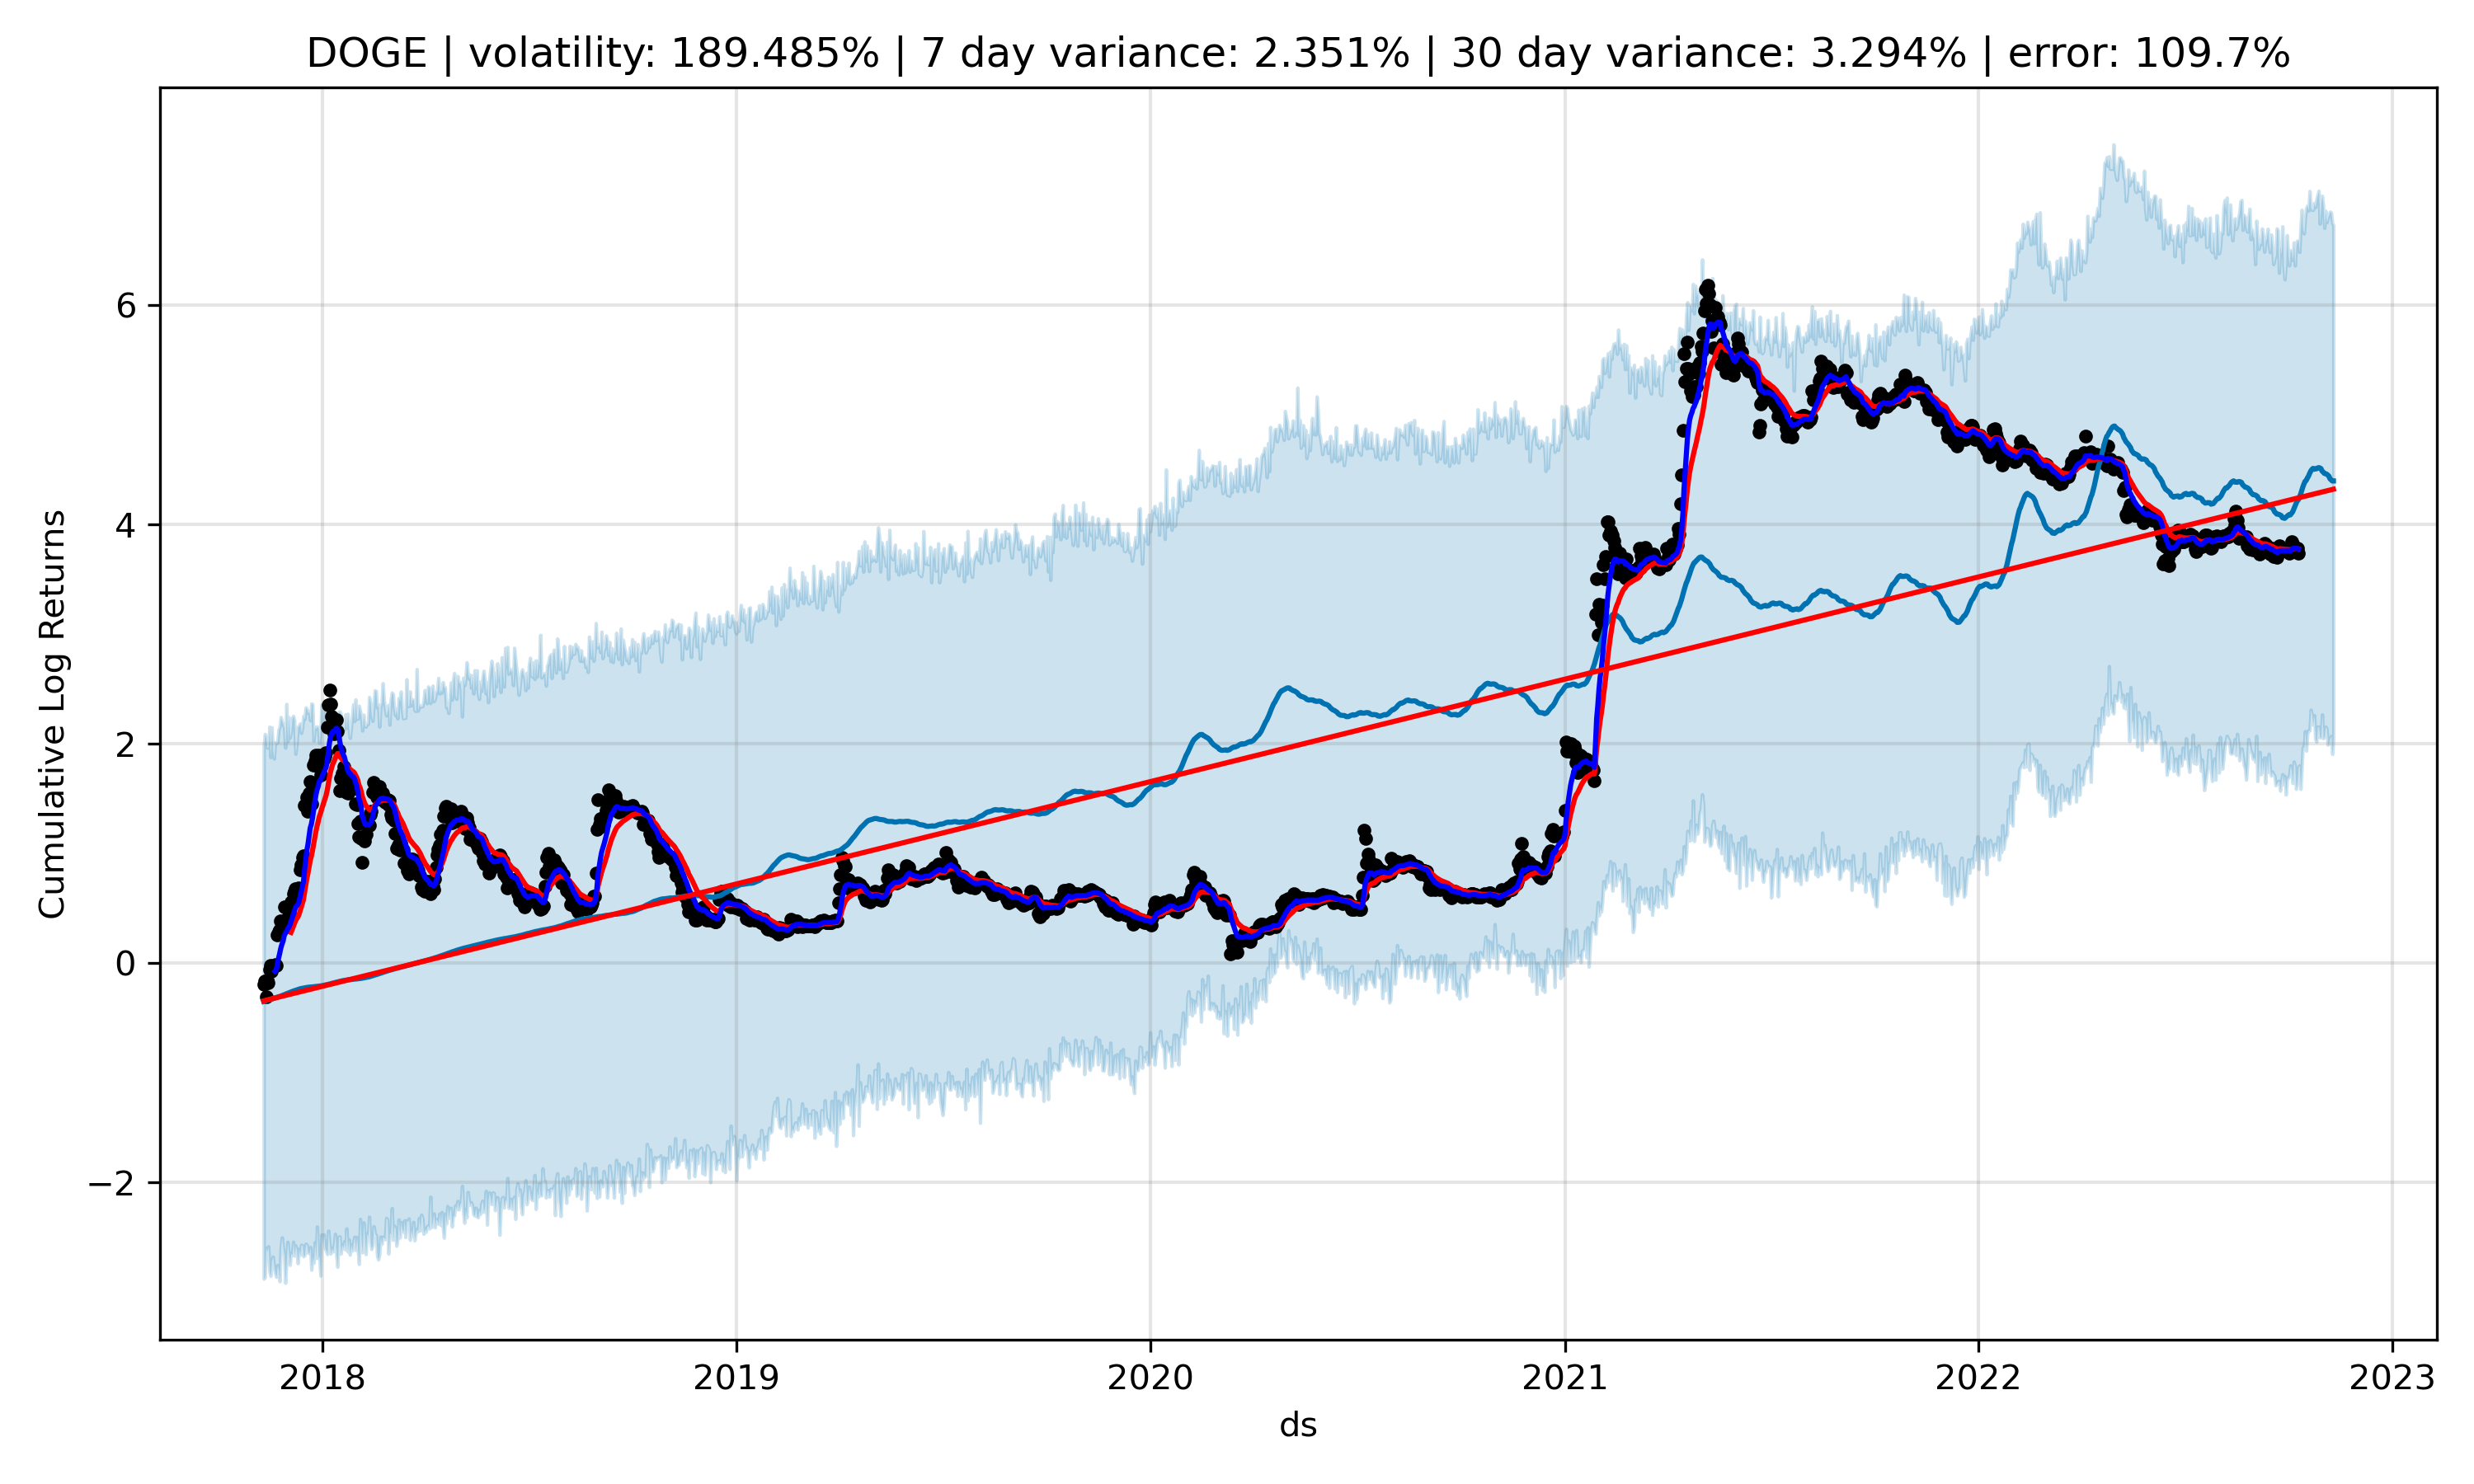 DOGE | volatility: 189.485% | 7 day variance: 2.351% | 30 day variance: 3.294% | error: 109.7%
Cumulative Log Returns
6
4
2
0
−2
2018 2019 2020 2021 2022 2023
ds